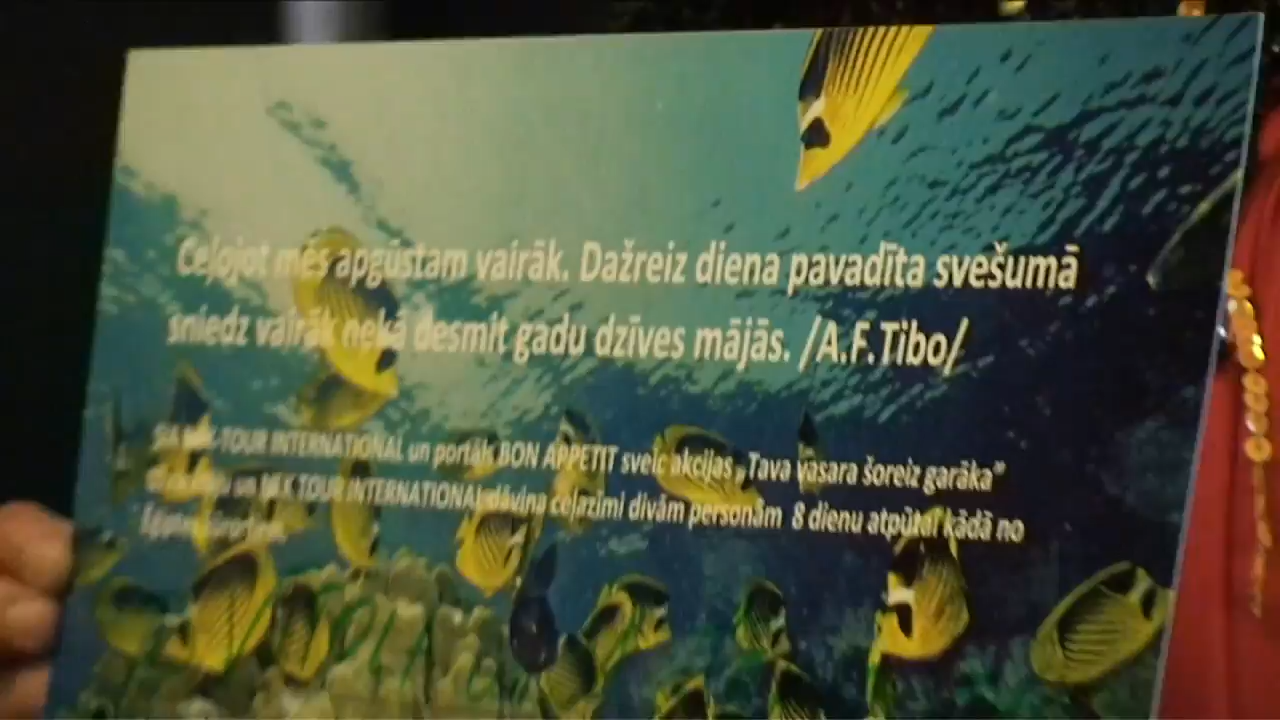 Ceļojot mēs apgūstam vairāk. Dažreiz diena pavadīta svešumā
sniedz vairāk nekā desmit gadu dzīves mājās. /A.F.Tibo/
SIA TOUR INTERNATIONAL un portāls BON APPETIT sveic akcijas „Tava vasara šoreiz garāka”
un TOUR INTERNATIONAL dāvina ceļazīmi divām personām 8 dienu atpūtai kādā no